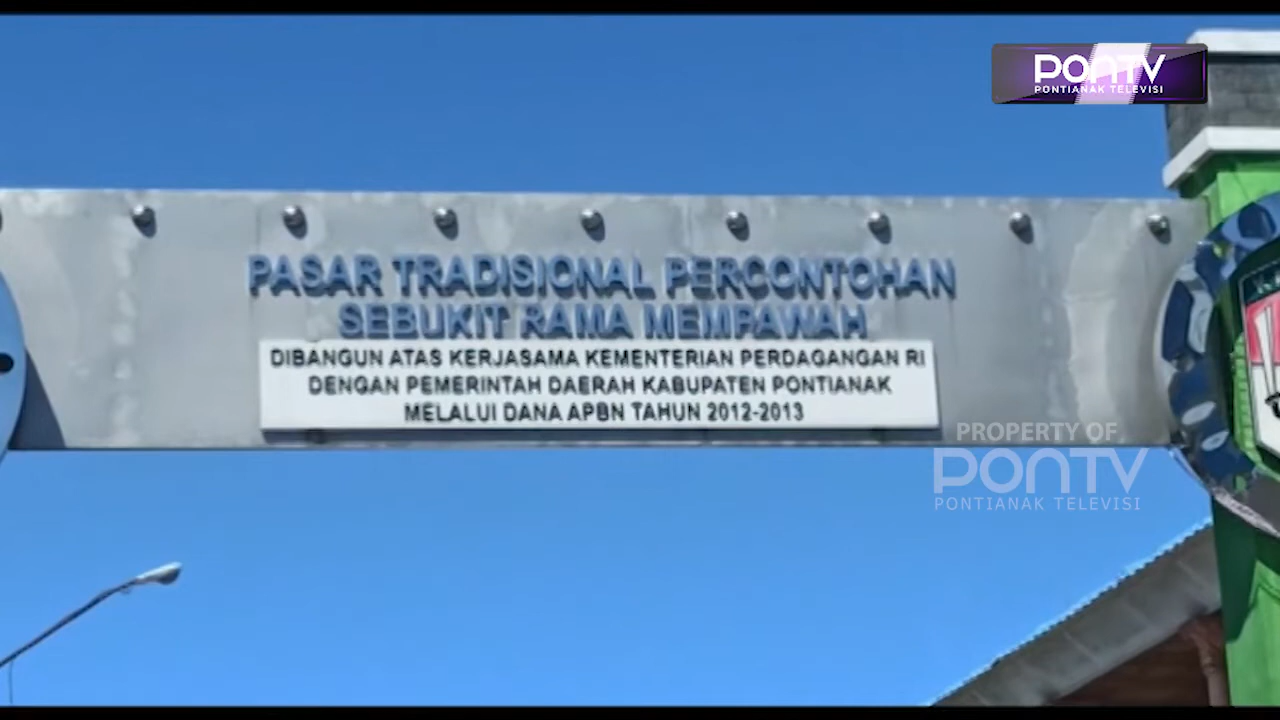 PONTV
PONTIANAK TELEVISI
PASAR TRADISIONAL PERCONTOHAN
SEBUKIT RAMA MEMPAWAH
DIBANGUN ATAS KERJASAMA KEMENTERIAN PERDAGANGAN RI
DENGAN PEMERINTAH DAERAH KABUPATEN PONTIANAK
MELALUI DANA APBN TAHUN 2012-2013
PROPERTY OF
PONTV
PONTIANAK TELEVISI